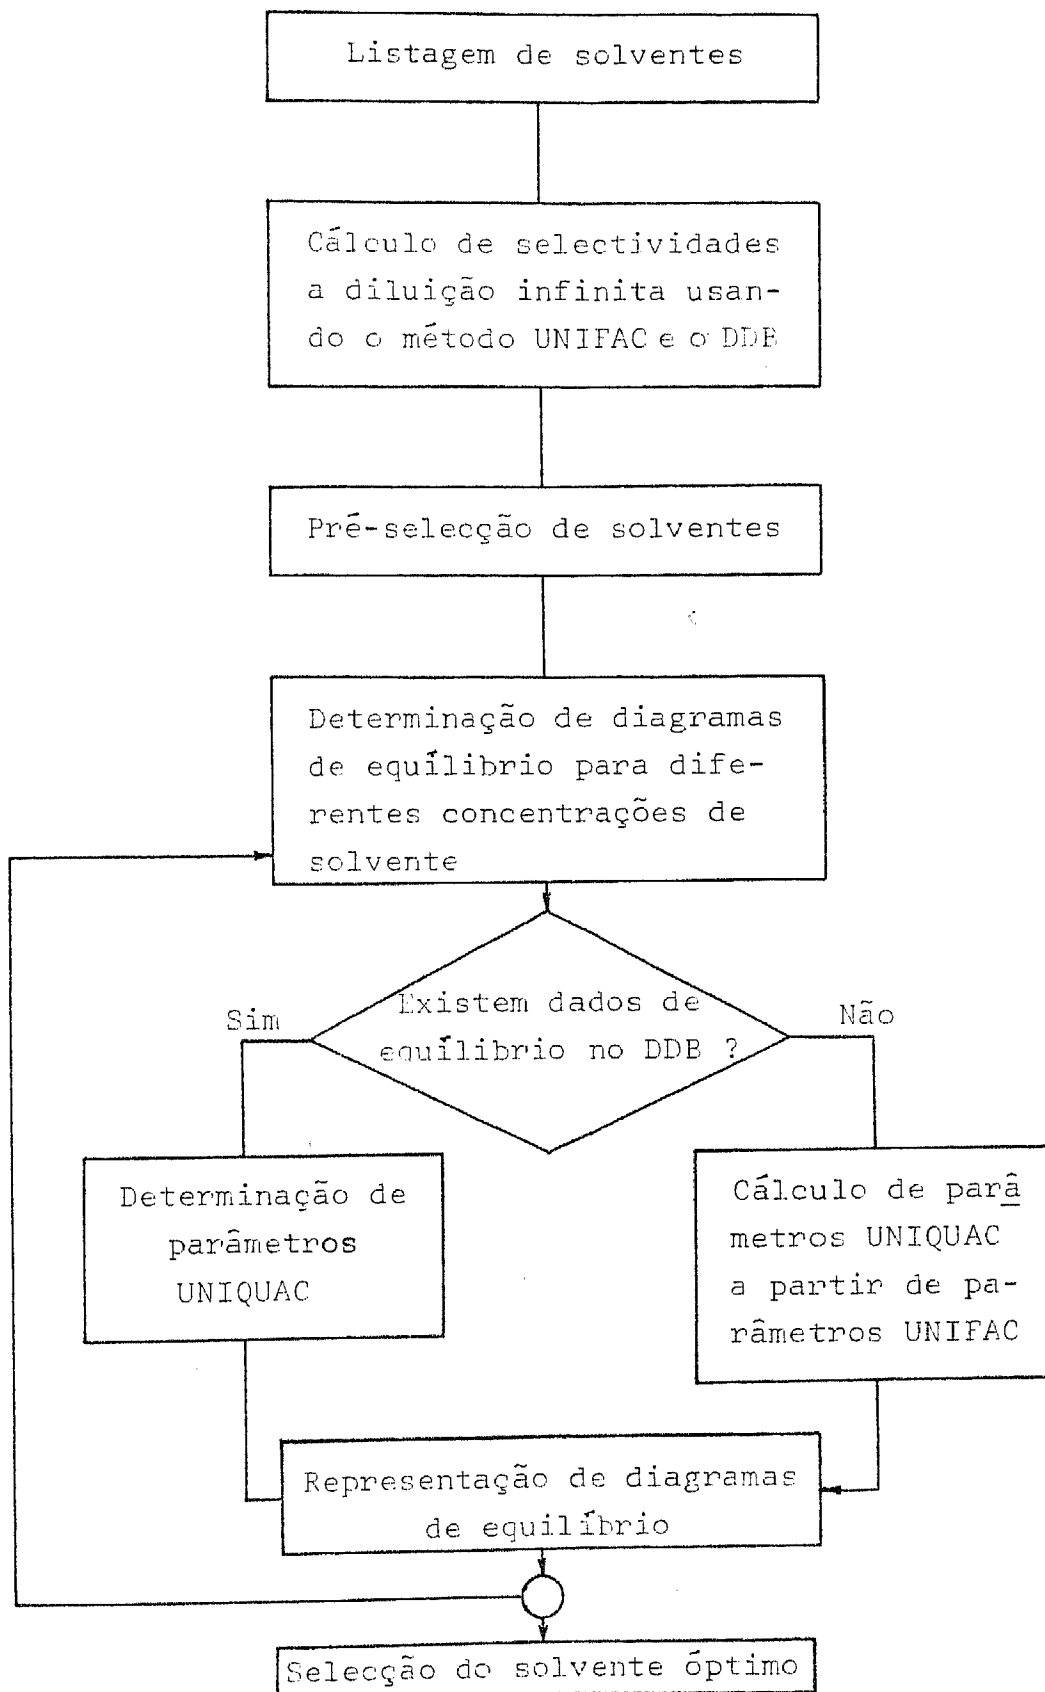 Listagem de solventes
Cálculo de selectividades
a diluição infinita usan-
do o método UNIFAC e o DDB
Pré-selecção de solventes
Determinação de diagramas
de equílibrio para dife-
rentes concentrações de
solvente
Existem dados de
equílibrio no DDB ?
Sim
Não
Determinação de
parâmetros
UNIQUAC
Cálculo de parâ
metros UNIQUAC
a partir de pa-
râmetros UNIFAC
Representação de diagramas
de equilíbrio
Selecção do solvente óptimo